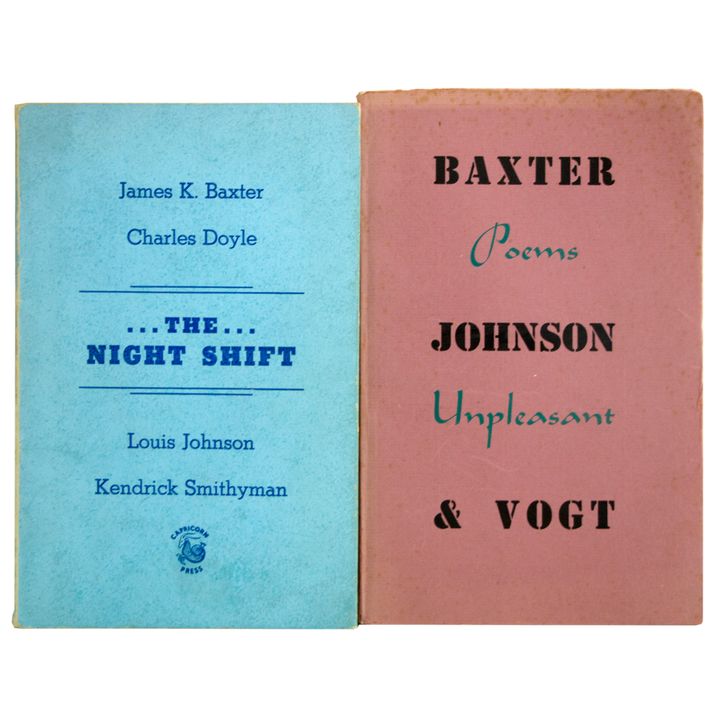 James K. Baxter
Charles Doyle
...THE...
NIGHT SHIFT
Louis Johnson
Kendrick Smithyman
CAPRICORN
PRESS
BAXTER
Poems
JOHNSON
Unpleasant
& VOGT